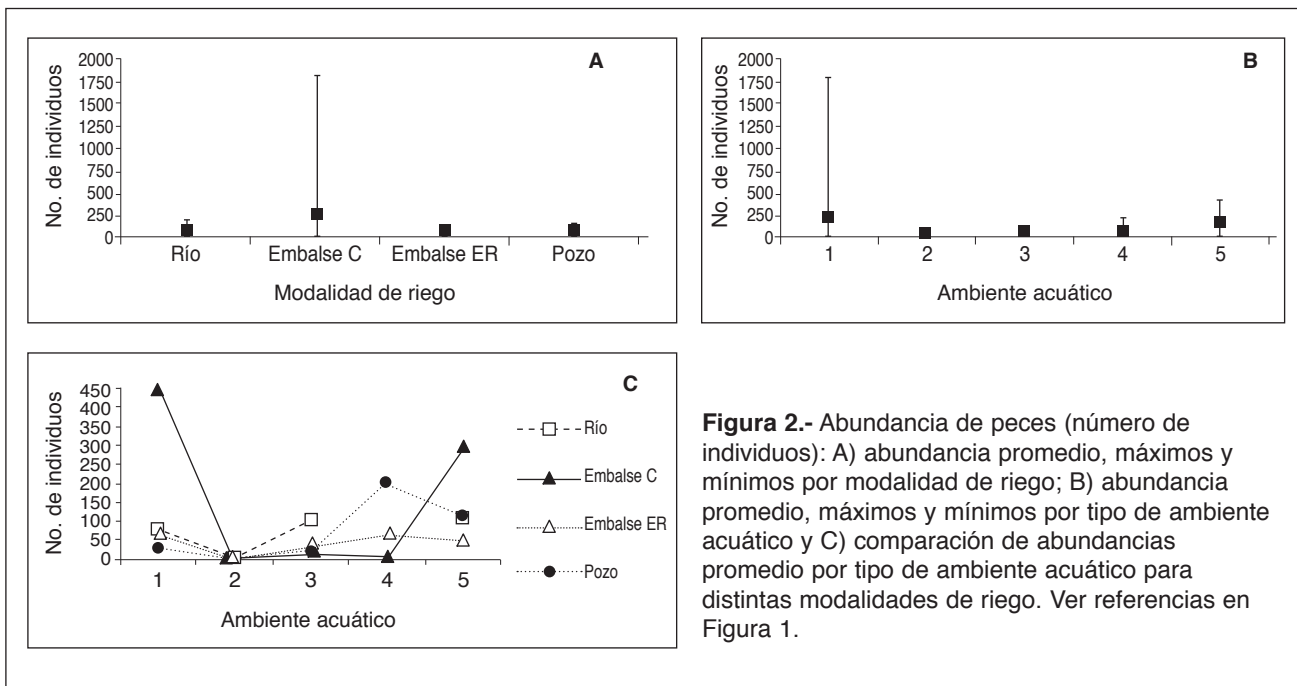 A
No. de individuos
2000
1750
1500
1250
1000
750
500
250
0
Río Embalse C Embalse ER Pozo
Modalidad de riego
B
No. de individuos
2000
1750
1500
1250
1000
750
500
250
0
1 2 3 4 5
Ambiente acuático
C
No. de individuos
450
400
350
300
250
200
150
100
50
0
1 2 3 4 5
Ambiente acuático
Río
Embalse C
Embalse ER
Pozo
Figura 2.- Abundancia de peces (número de
individuos): A) abundancia promedio, máximos y
mínimos por modalidad de riego; B) abundancia
promedio, máximos y mínimos por tipo de ambiente
acuático y C) comparación de abundancias
promedio por tipo de ambiente acuático para
distintas modalidades de riego. Ver referencias en
Figura 1.